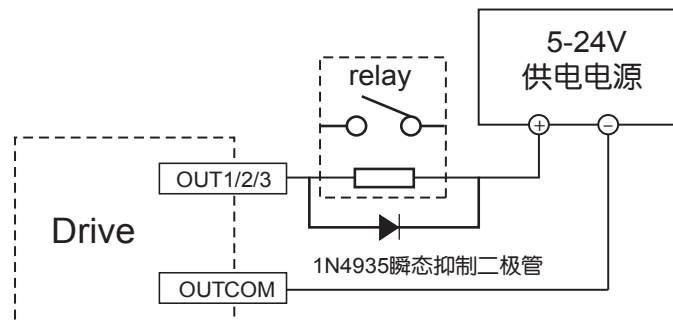 5-24V
供电电源
relay
+
−
OUT1/2/3
Drive
1N4935瞬态抑制二极管
OUTCOM